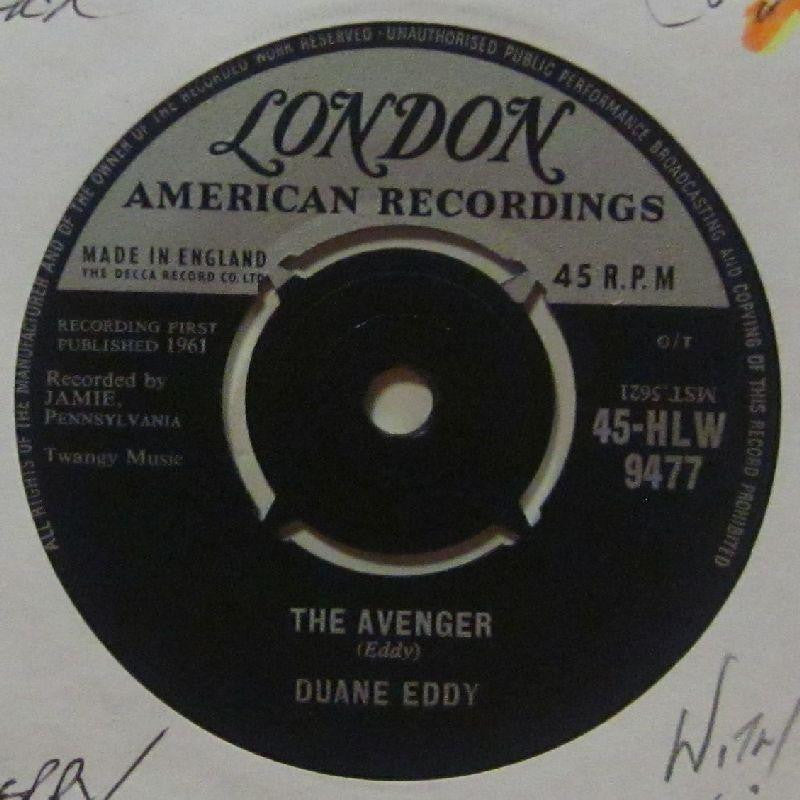 ALL RIGHTS OF THE MANUFACTURER AND OF THE OWNER OF THE RECORDED WORK RESERVED · UNAUTHORISED PUBLIC PERFORMANCE BROADCASTING AND COPYING OF THIS RECORD PROHIBITED
LONDON
AMERICAN RECORDINGS
MADE IN ENGLAND
THE DECCA RECORD CO. LTD.
45 R.P.M
RECORDING FIRST
PUBLISHED 1961
O/T
Recorded by
JAMIE,
PENNSYLVANIA
MST.5621
45-HLW
9477
Twangy Music
THE AVENGER
(Eddy)
DUANE EDDY
WITH